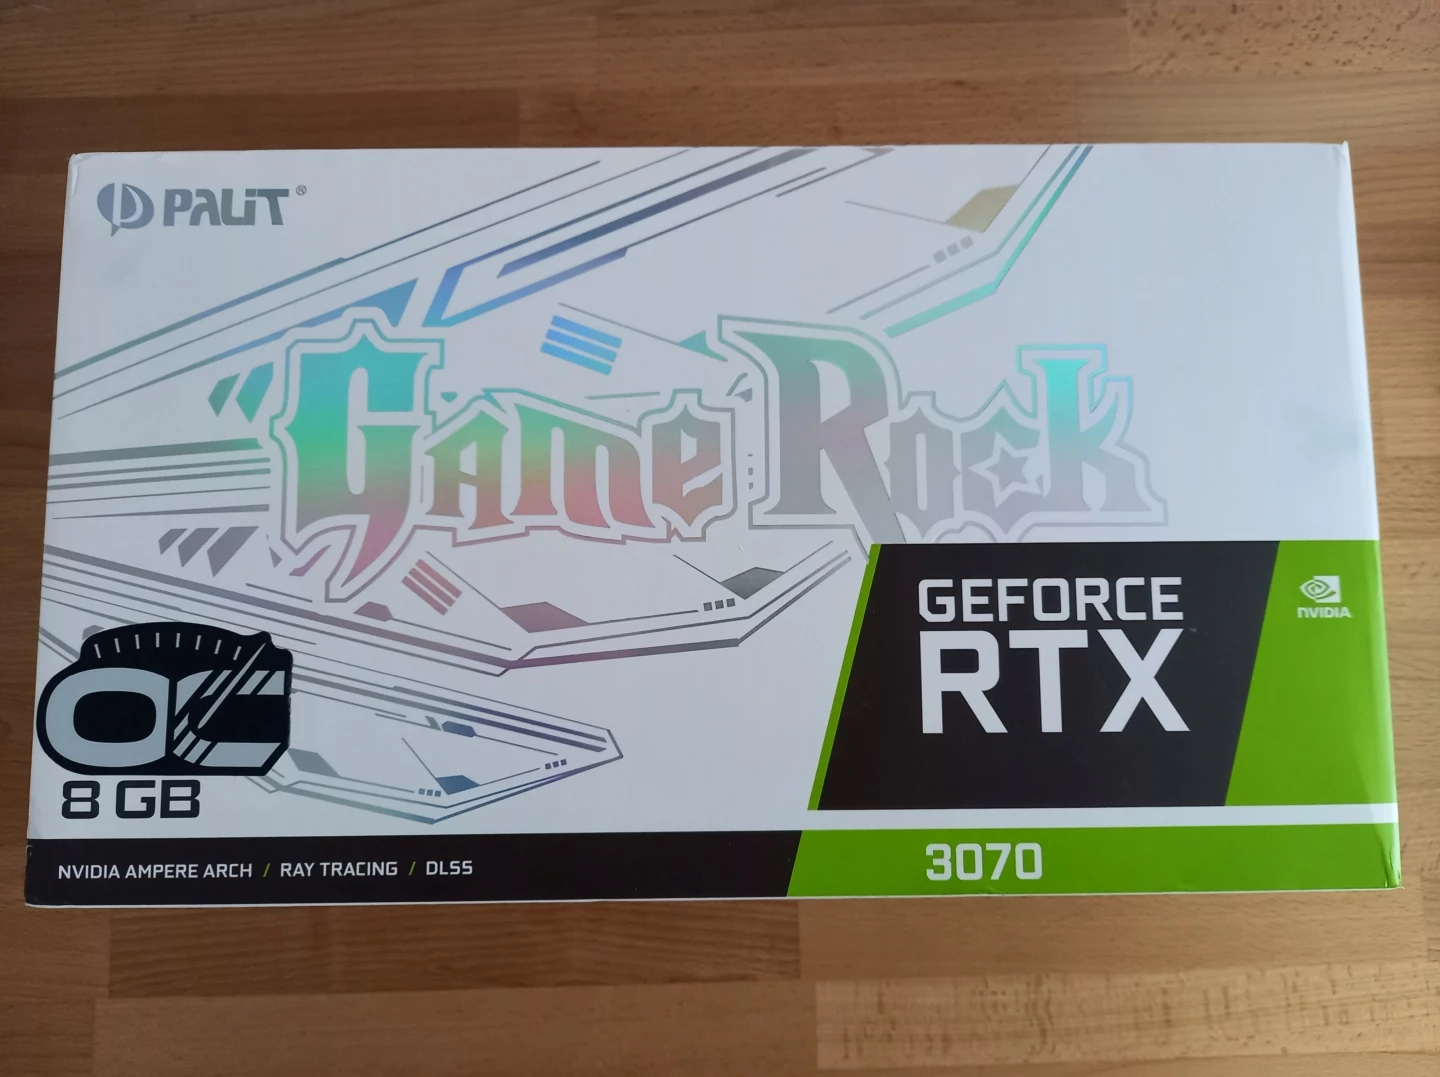 PALIT®
GAMEROCK
GEFORCE
RTX
NVIDIA
OC
8 GB
NVIDIA AMPERE ARCH / RAY TRACING / DLSS
3070